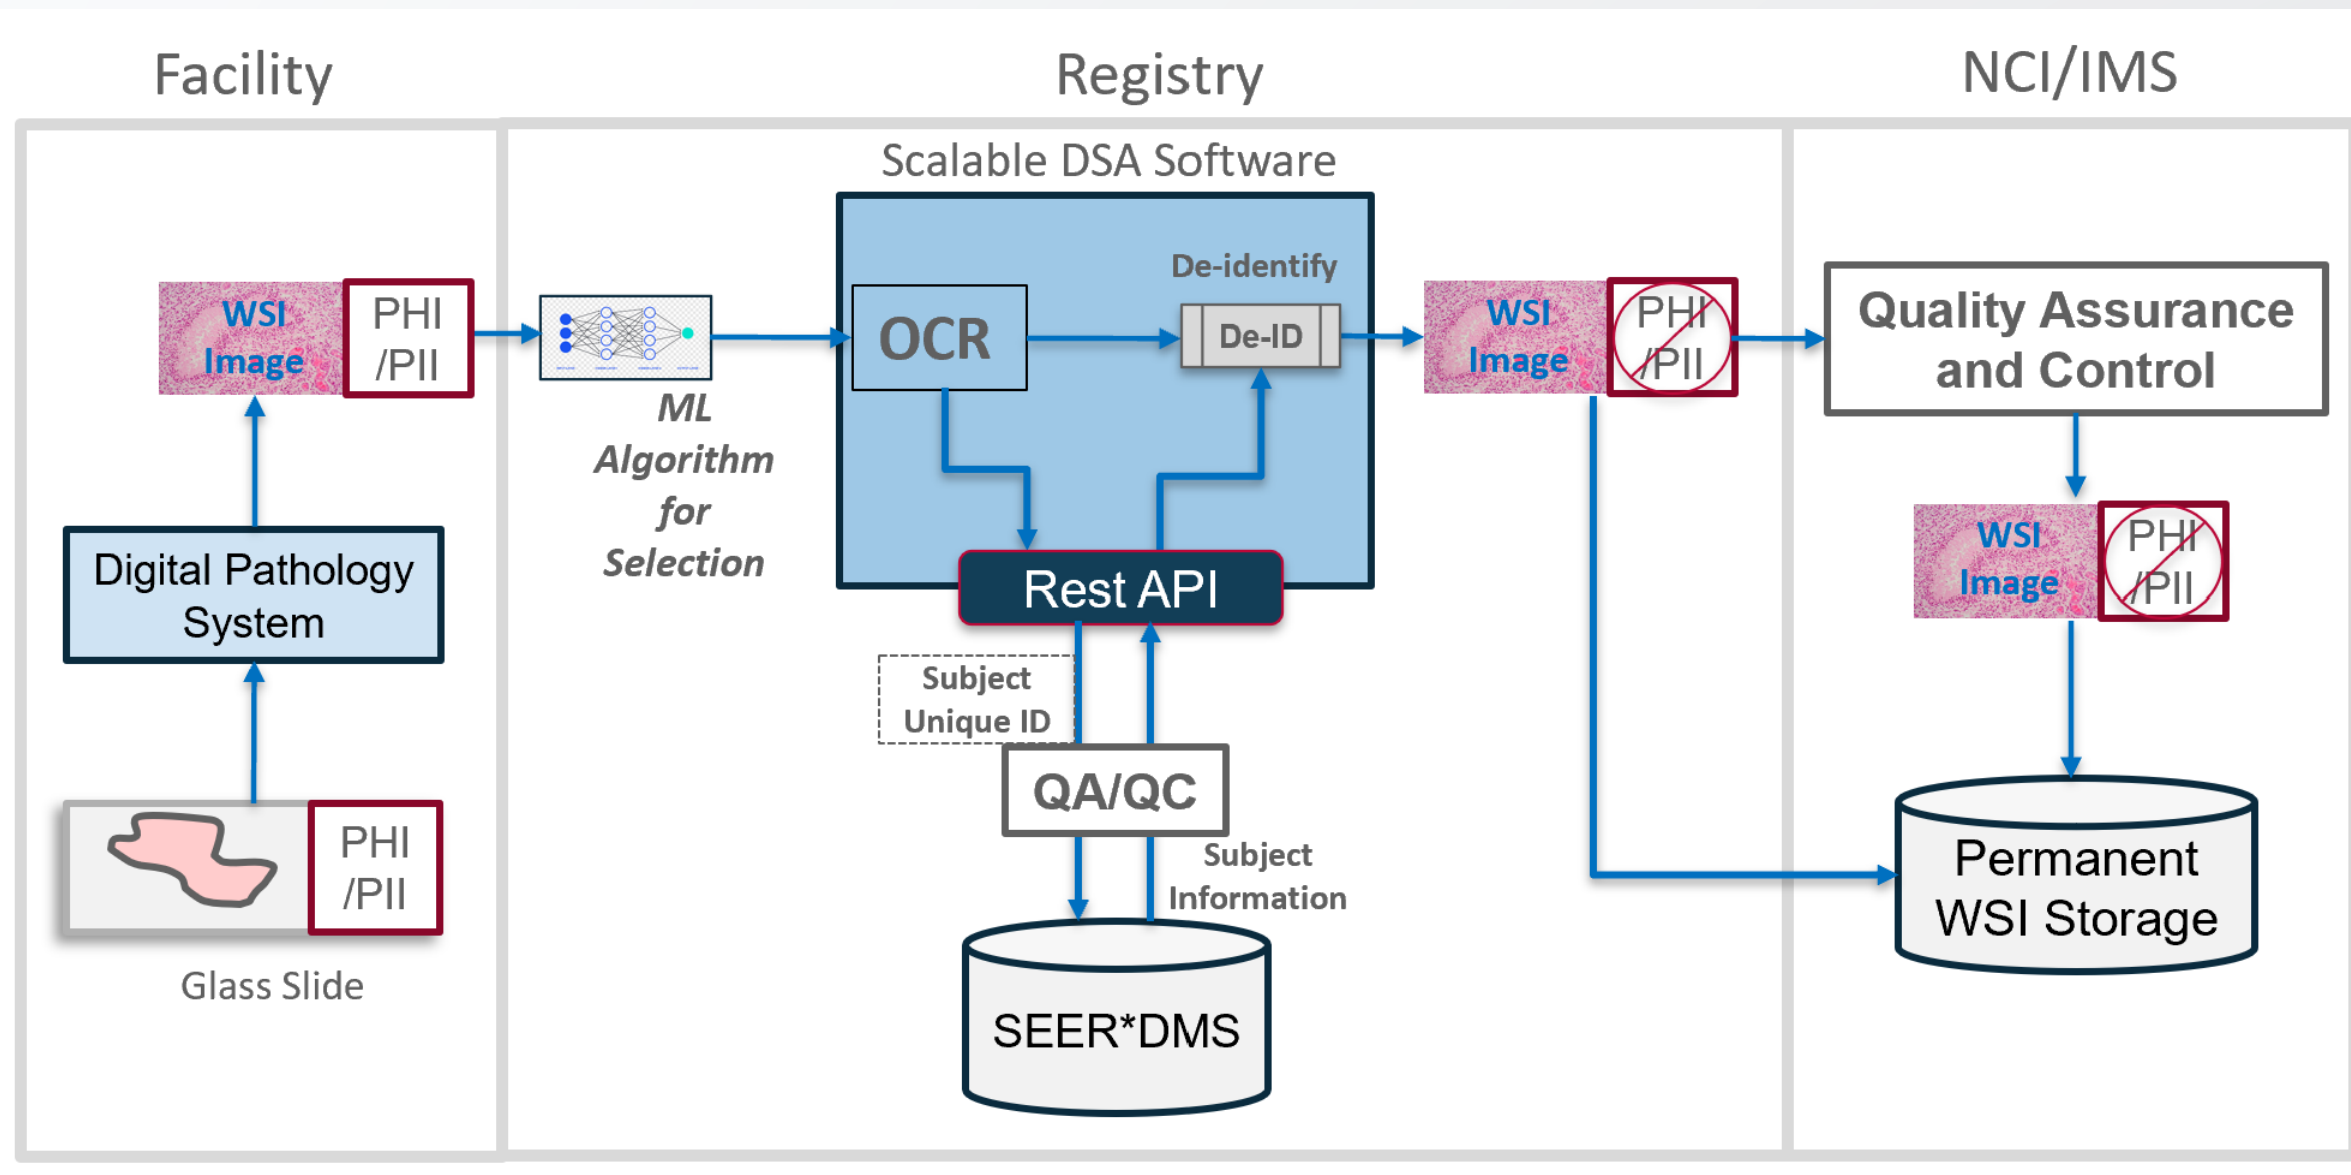 Facility
Registry
NCI/IMS
WSI
Image
PHI
/PII
Digital Pathology
System
PHI
/PII
Glass Slide
ML
Algorithm
for
Selection
Scalable DSA Software
OCR
De-identify
De-ID
Rest API
Subject
Unique ID
QA/QC
Subject
Information
SEER*DMS
WSI
Image
PHI
/PII
Quality Assurance
and Control
WSI
Image
PHI
/PII
Permanent
WSI Storage